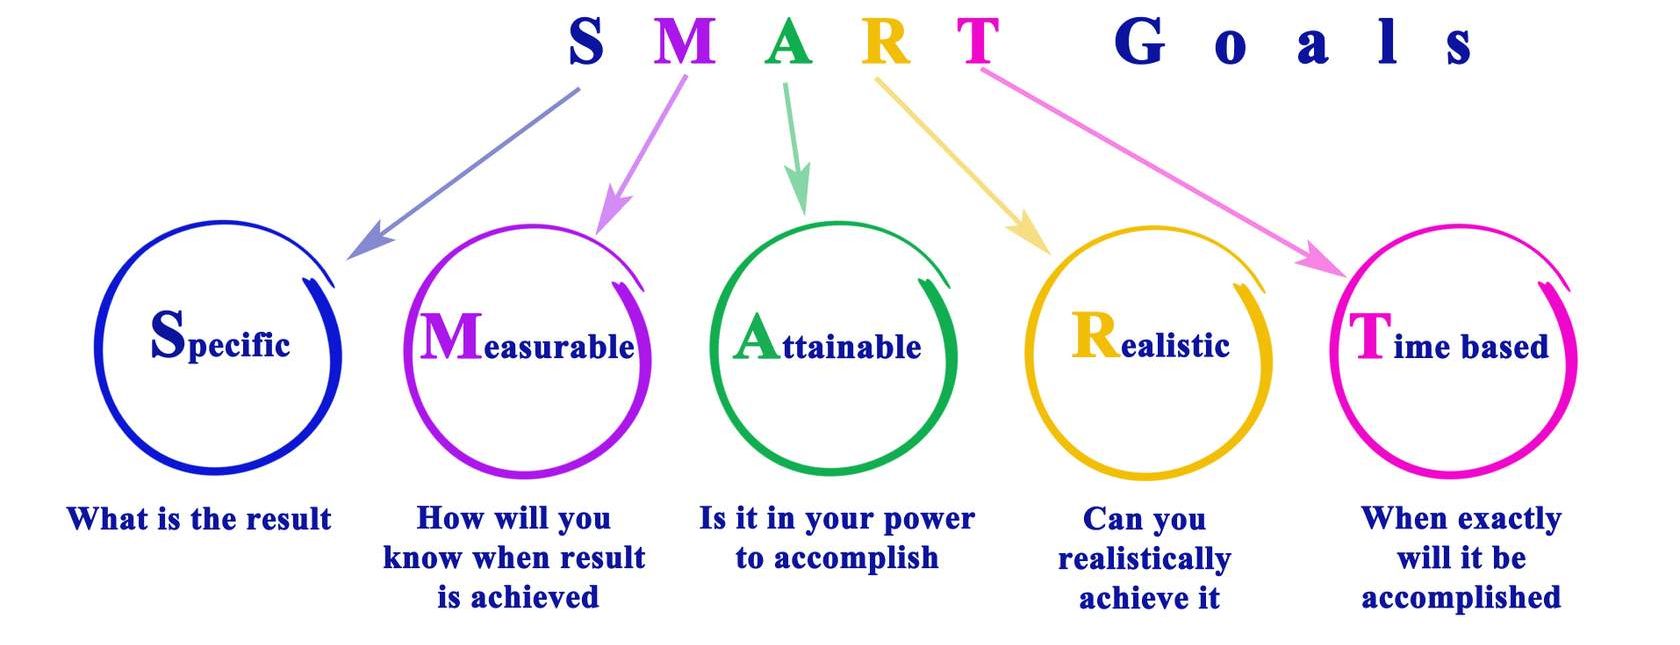 S M A R T G o a l s
Specific
Measurable
Attainable
Realistic
Time based
What is the result
How will you
know when result
is achieved
Is it in your power
to accomplish
Can you
realistically
achieve it
When exactly
will it be
accomplished